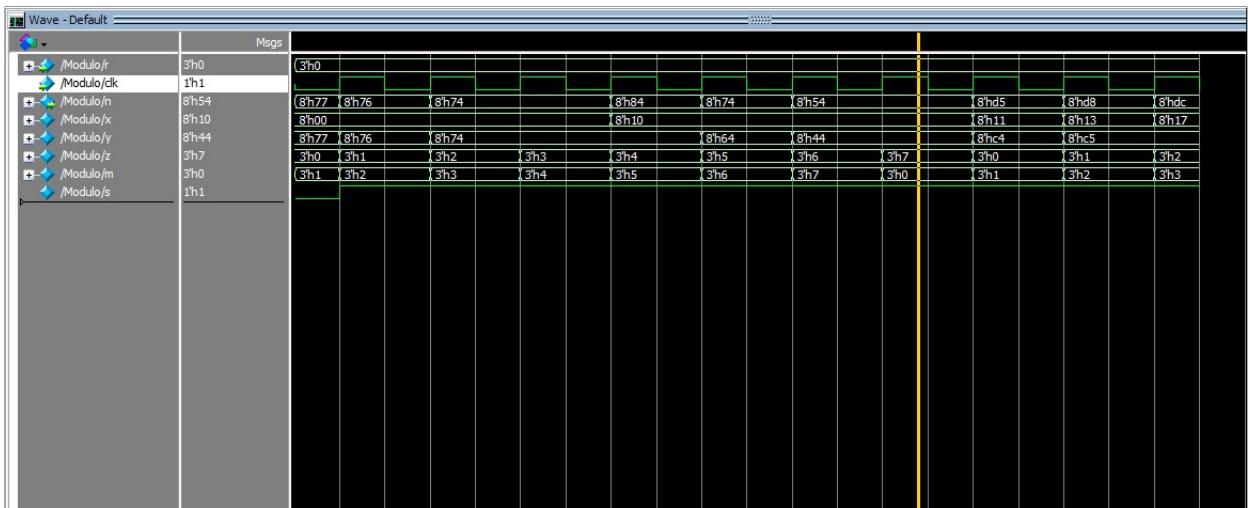 Wave - Default
Msgs
/Modulo/r 3'h0 3'h0
/Modulo/clk 1'h1
/Modulo/n 8'h54 8'h77 8'h76 8'h74 8'h84 8'h74 8'h54 8'hd5 8'hd8 8'hdc
/Modulo/x 8'h10 8'h00 8'h10 8'h11 8'h13 8'h17
/Modulo/y 8'h44 8'h77 8'h76 8'h74 8'h64 8'h44 8'hc4 8'hc5
/Modulo/z 3'h7 3'h0 3'h1 3'h2 3'h3 3'h4 3'h5 3'h6 3'h7 3'h0 3'h1 3'h2
/Modulo/m 3'h0 3'h1 3'h2 3'h3 3'h4 3'h5 3'h6 3'h7 3'h0 3'h1 3'h2 3'h3
/Modulo/s 1'h1